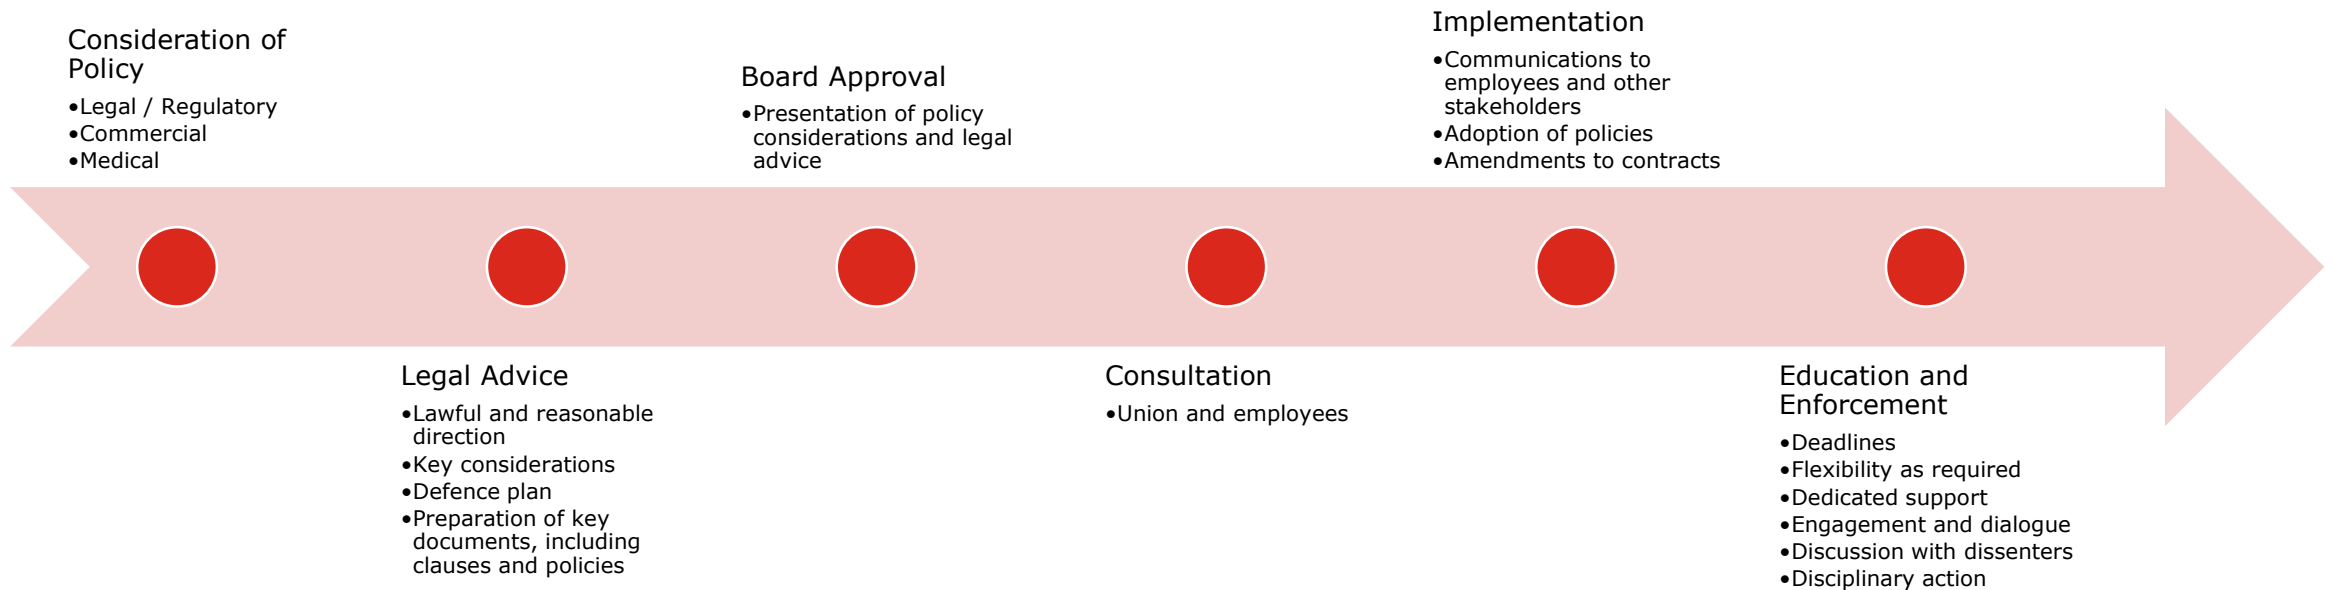 Consideration of
Policy
•Legal / Regulatory
•Commercial
•Medical
Legal Advice
•Lawful and reasonable
direction
•Key considerations
•Defence plan
•Preparation of key
documents, including
clauses and policies
Board Approval
•Presentation of policy
considerations and legal
advice
Consultation
•Union and employees
Implementation
•Communications to
employees and other
stakeholders
•Adoption of policies
•Amendments to contracts
Education and
Enforcement
•Deadlines
•Flexibility as required
•Dedicated support
•Engagement and dialogue
•Discussion with dissenters
•Disciplinary action